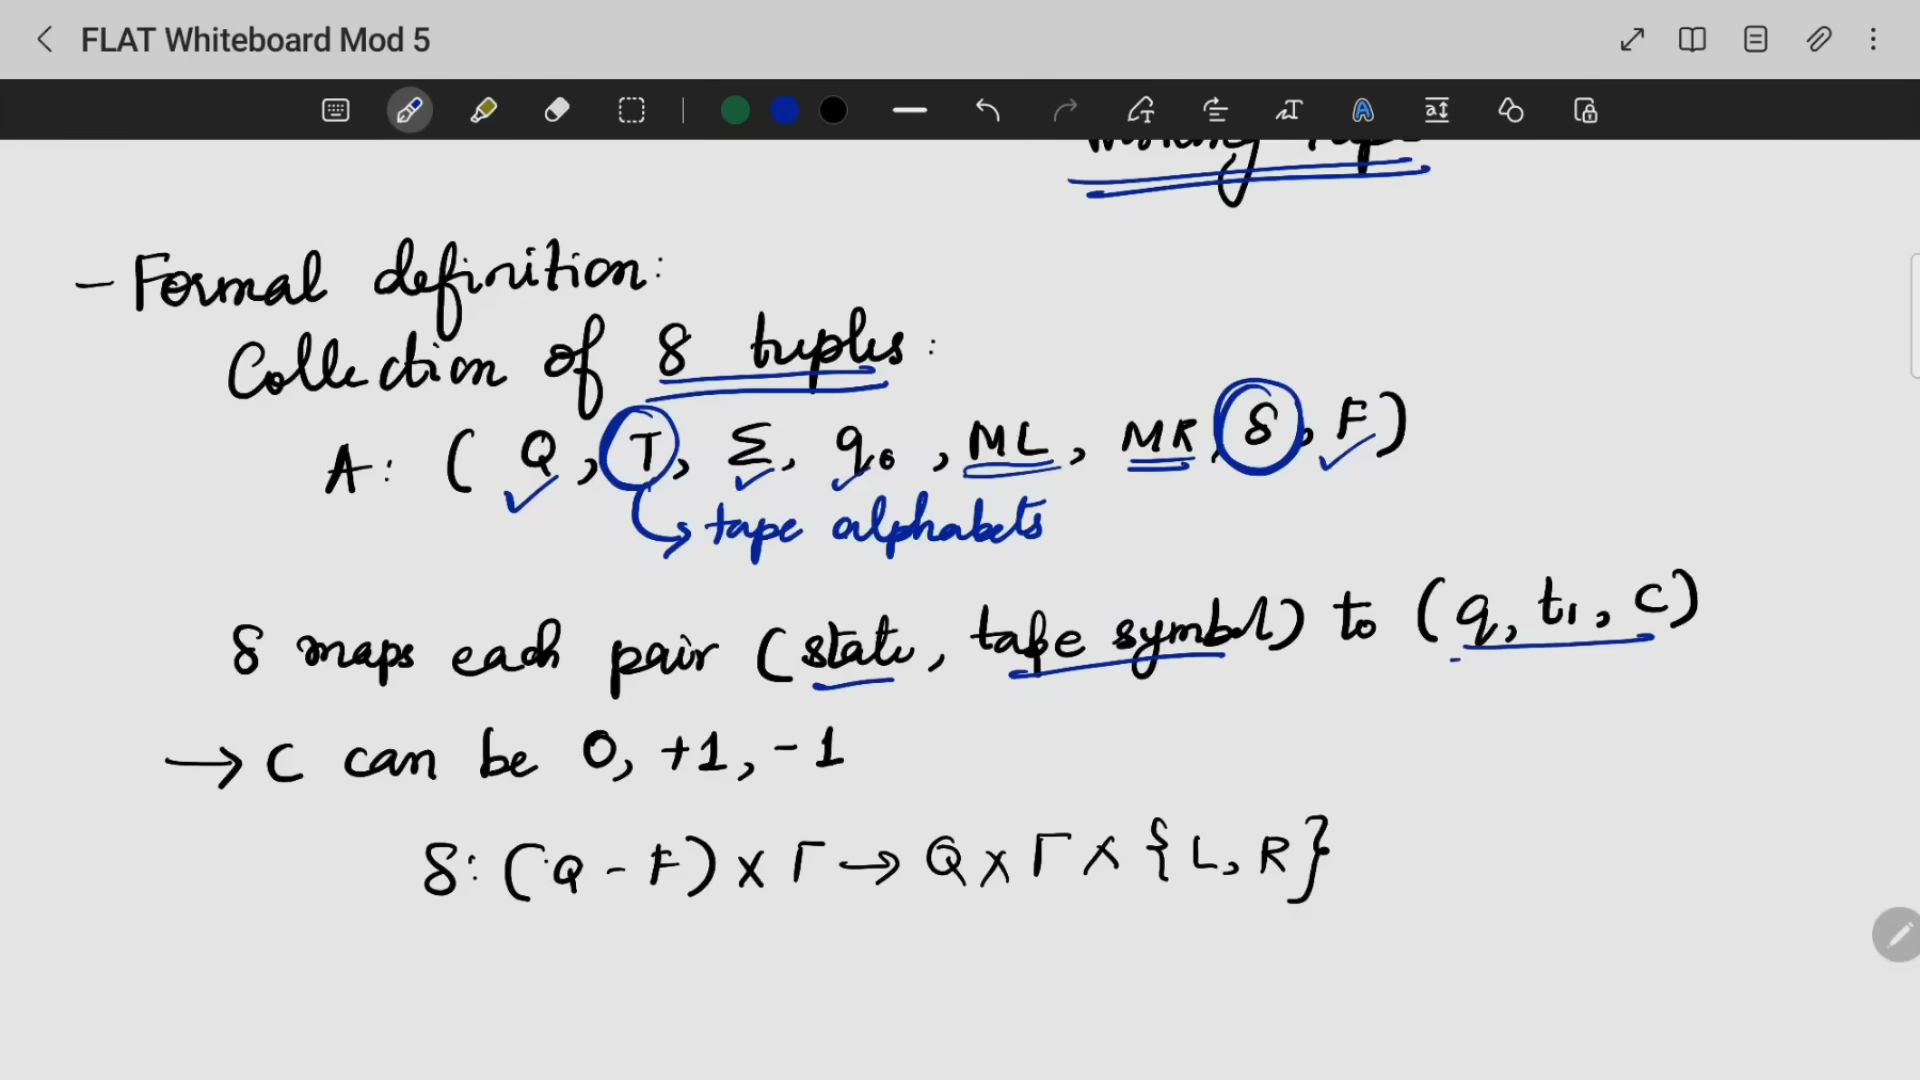 FLAT Whiteboard Mod 5
- Formal definition:
Collection of 8 tuples:
A: ( Q, T, Σ, q₀, ML, MR, δ, F)
tape alphabets
δ maps each pair (state, tape symbol) to (q, t₁, c)
→ C can be 0, +1, -1
δ: (Q - F) x Γ → Q x Γ x {L, R}